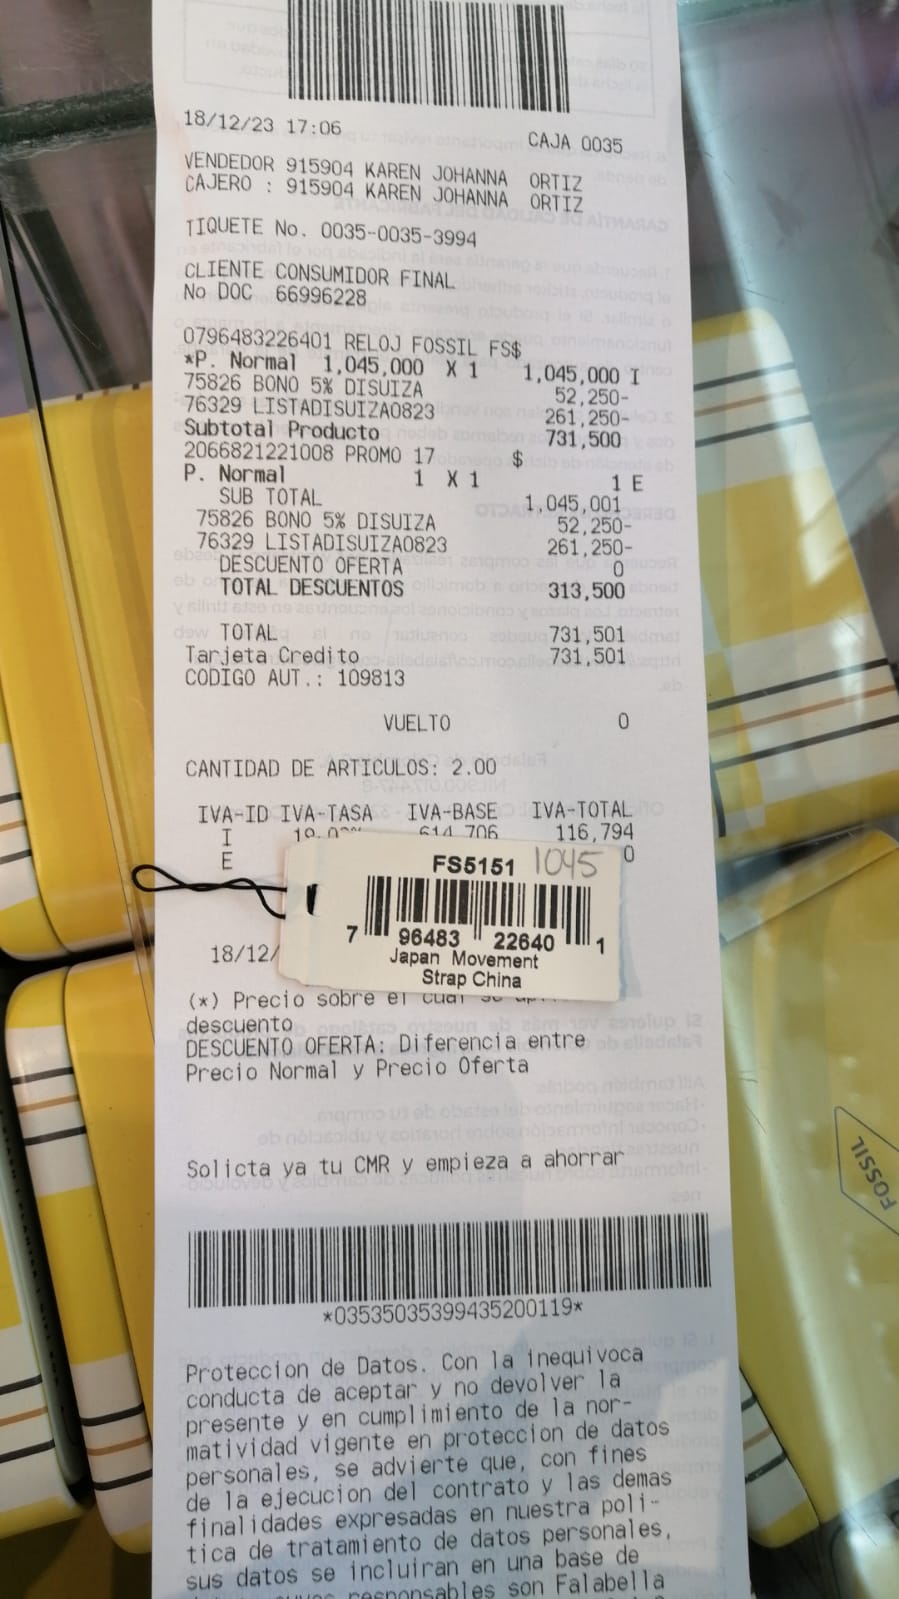 18/12/23 17:06 CAJA 0035
VENDEDOR 915904 KAREN JOHANNA ORTIZ
CAJERO : 915904 KAREN JOHANNA ORTIZ
TIQUETE No. 0035-0035-3994
CLIENTE CONSUMIDOR FINAL
No DOC 66996228
0796483226401 RELOJ FOSSIL FS$
*P. Normal 1,045,000 X 1 1,045,000 I
75826 BONO 5% DISUIZA 52,250-
76329 LISTADISUIZA0823 261,250-
Subtotal Producto 731,500
2066821221008 PROMO 17 $
P. Normal 1 X 1 1 E
SUB TOTAL 1,045,001
75826 BONO 5% DISUIZA 52,250-
76329 LISTADISUIZA0823 261,250-
DESCUENTO OFERTA 0
TOTAL DESCUENTOS 313,500
TOTAL 731,501
Tarjeta Credito 731,501
CODIGO AUT.: 109813
VUELTO 0
CANTIDAD DE ARTICULOS: 2.00
IVA-ID IVA-TASA IVA-BASE IVA-TOTAL
I 614,706 116,794
E 0
FS5151 1045
7 96483 22640 1
Japan Movement
Strap China
18/12/
(*) Precio sobre el cual se
descuento
DESCUENTO OFERTA: Diferencia entre
Precio Normal y Precio Oferta
Solicta ya tu CMR y empieza a ahorrar
FOSSIL
*03535035399435200119*
Proteccion de Datos. Con la inequivoca
conducta de aceptar y no devolver la
presente y en cumplimiento de la nor-
matividad vigente en proteccion de datos
personales, se advierte que, con fines
de la ejecucion del contrato y las demas
finalidades expresadas en nuestra poli-
tica de tratamiento de datos personales,
sus datos se incluiran en una base de
responsables son Falabella